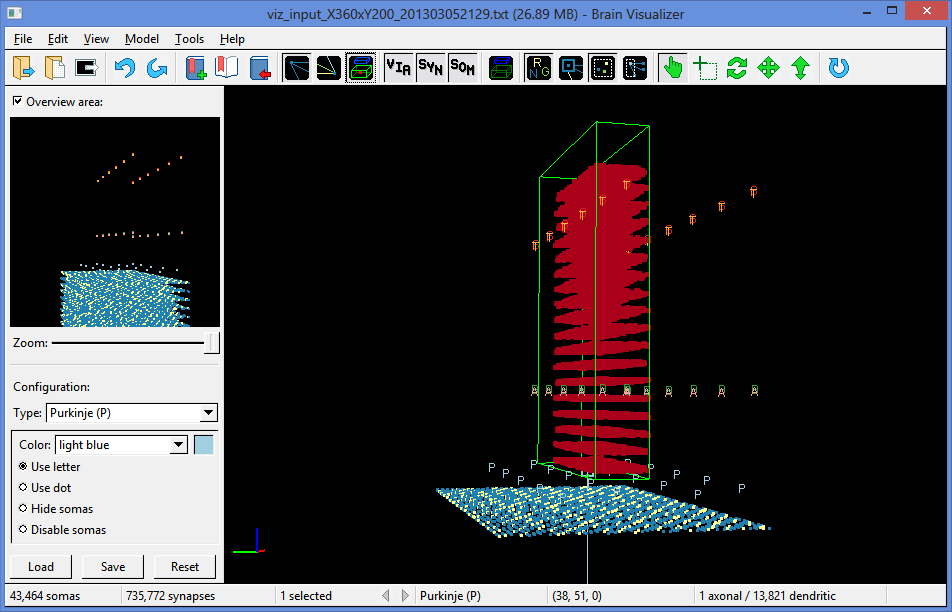 viz_input_X360xY200_201303052129.txt (26.89 MB) - Brain Visualizer
File Edit View Model Tools Help
VIA SYN SOM R N G
Overview area:
Zoom:
Configuration:
Type: Purkinje (P)
Color: light blue
Use letter
Use dot
Hide somas
Disable somas
Load Save Reset
P P P P P P P P P P P
43,464 somas 735,772 synapses 1 selected Purkinje (P) (38, 51, 0) 1 axonal / 13,821 dendritic